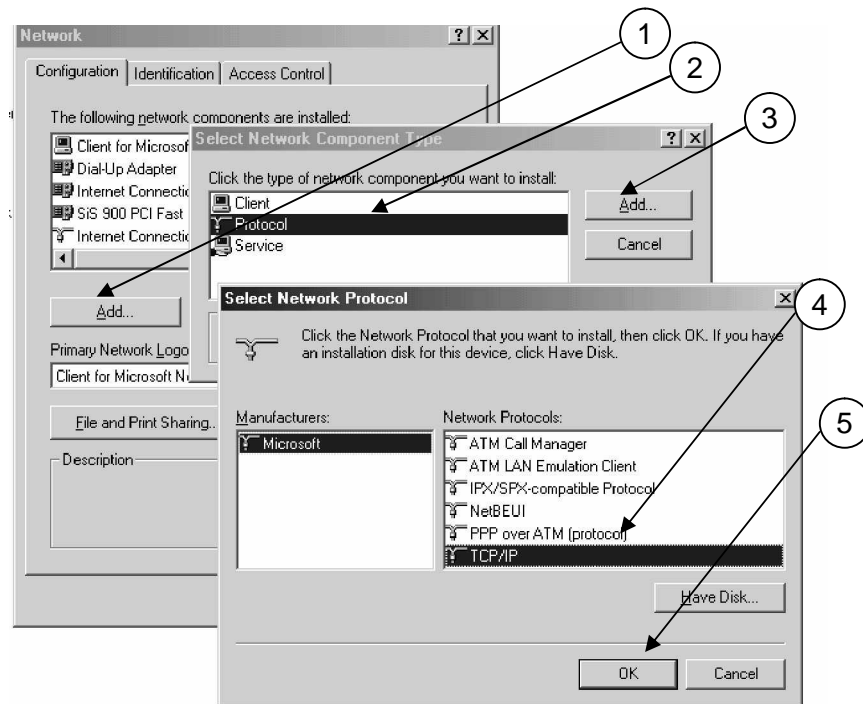 Network
Configuration Identification Access Control
The following network components are installed:
Client for Microsof
Dial-Up Adapter
Internet Connectic
SiS 900 PCI Fast
Internet Connectic
Add...
Primary Network Logo
Client for Microsoft N
File and Print Sharing..
Description
Select Network Component Type
Click the type of network component you want to install:
Client
Protocol
Service
Add...
Cancel
Select Network Protocol
Click the Network Protocol that you want to install, then click OK. If you have
an installation disk for this device, click Have Disk.
Manufacturers:
Microsoft
Network Protocols:
ATM Call Manager
ATM LAN Emulation Client
IPX/SPX-compatible Protocol
NetBEUI
PPP over ATM (protocol)
TCP/IP
Have Disk...
OK Cancel
1
2
3
4
5